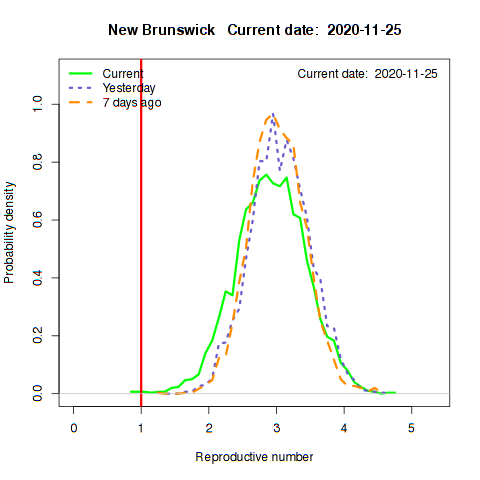 New Brunswick   Current date:  2020-11-25
Current
Yesterday
7 days ago
Current date:  2020-11-25
Probability density
1.0
0.8
0.6
0.4
0.2
0.0
0 1 2 3 4 5
Reproductive number